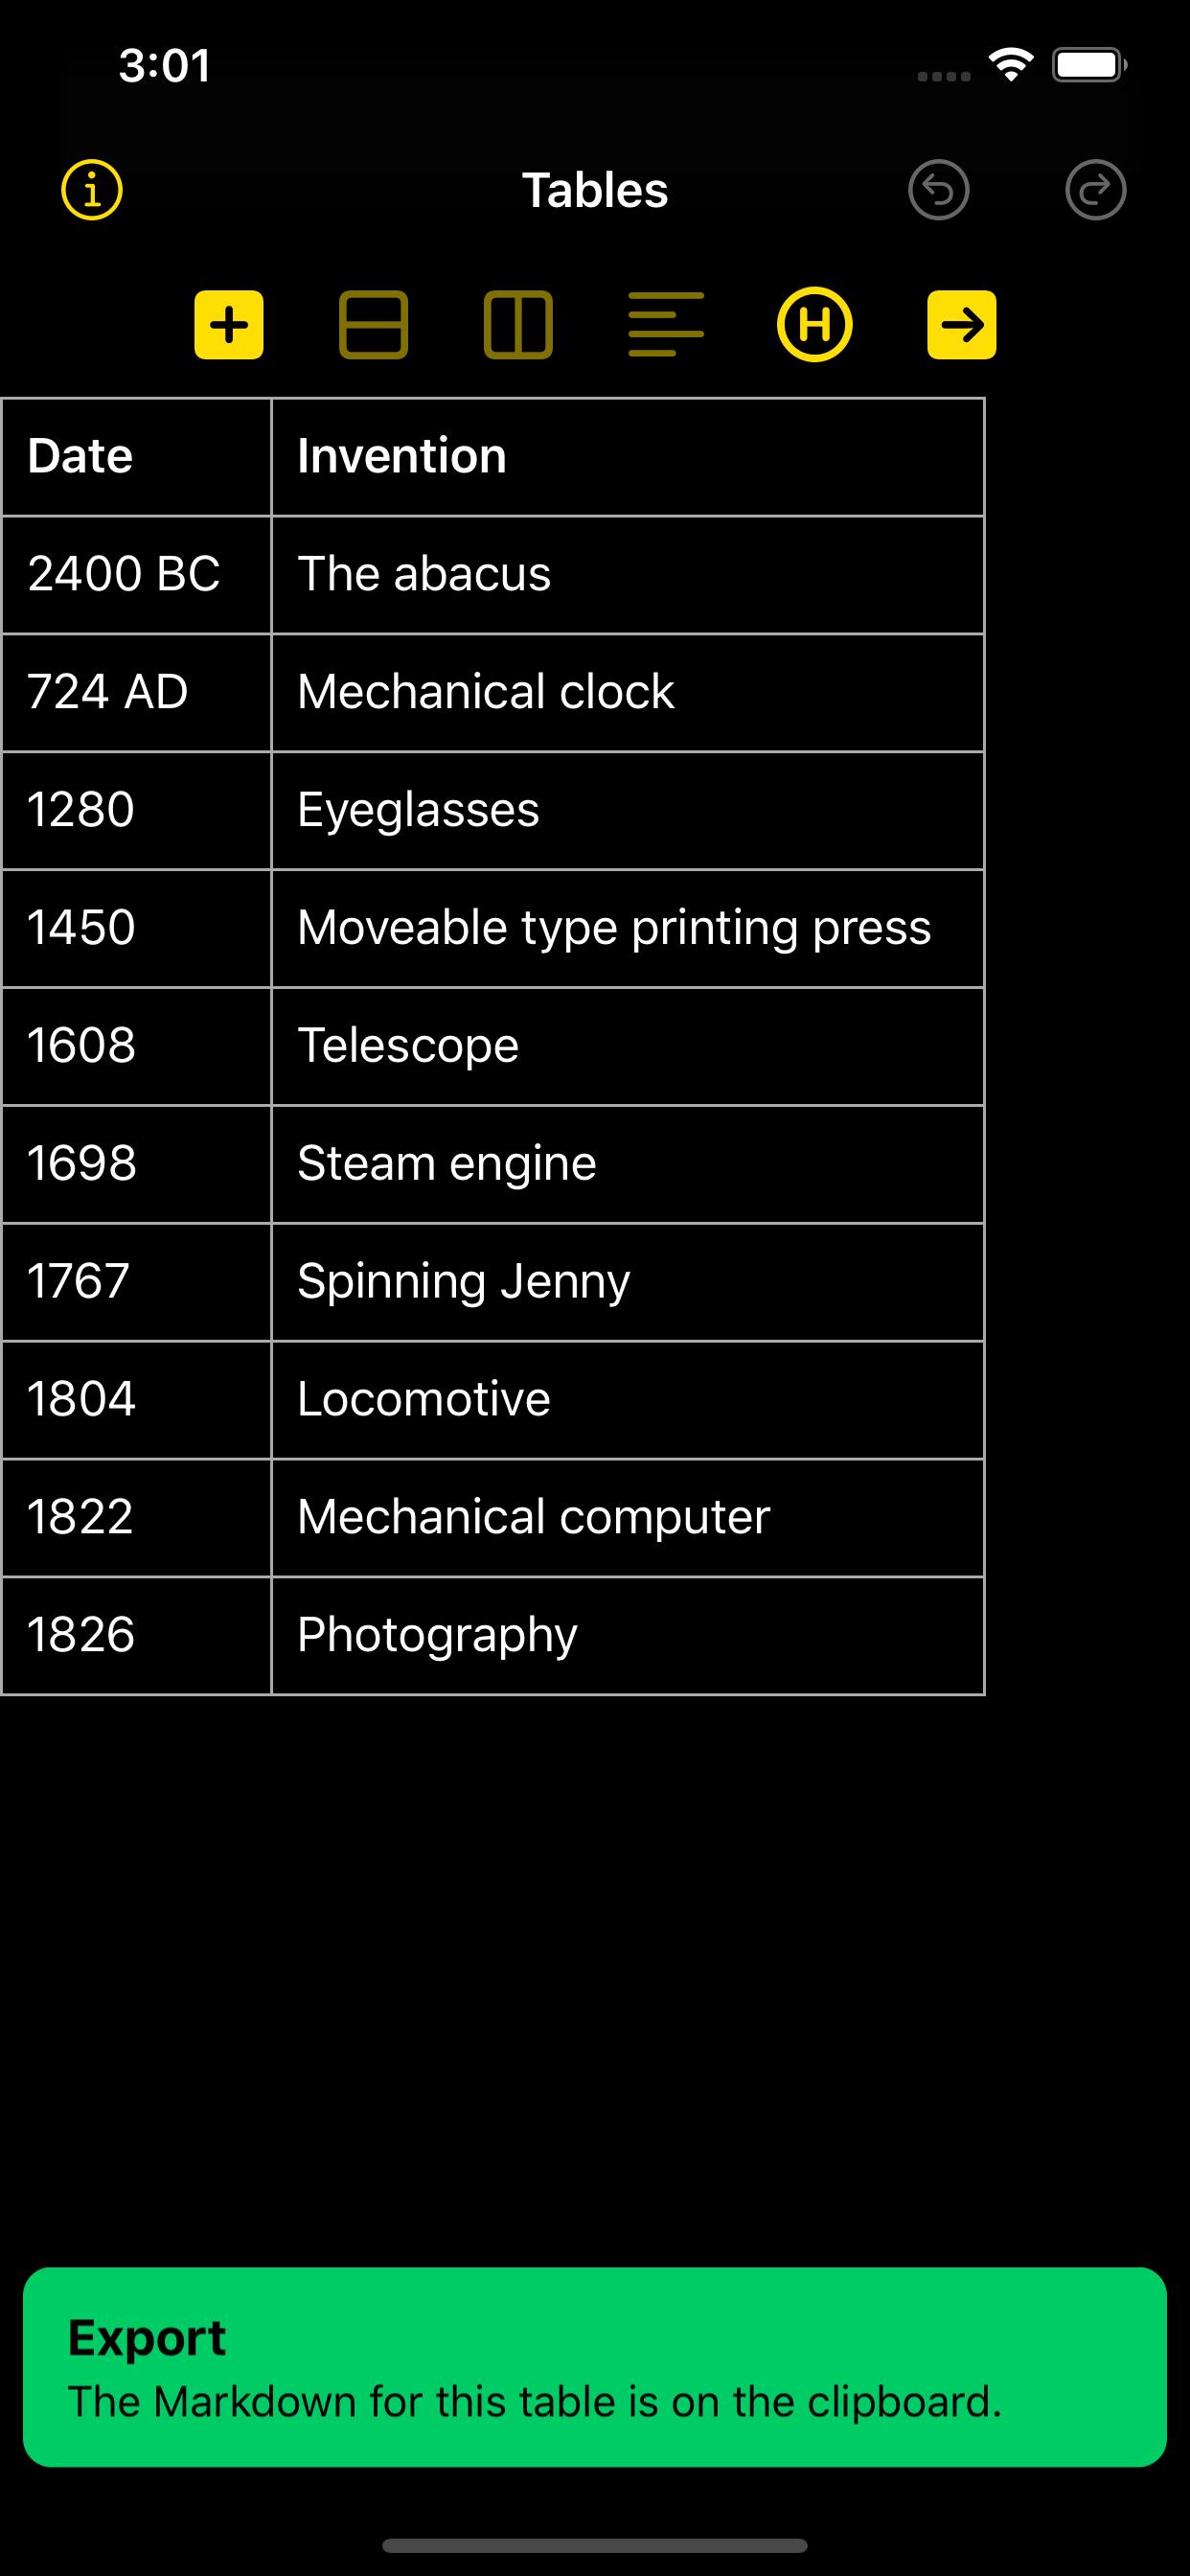 3:01
Tables
H
Date Invention
2400 BC The abacus
724 AD Mechanical clock
1280 Eyeglasses
1450 Moveable type printing press
1608 Telescope
1698 Steam engine
1767 Spinning Jenny
1804 Locomotive
1822 Mechanical computer
1826 Photography
Export
The Markdown for this table is on the clipboard.